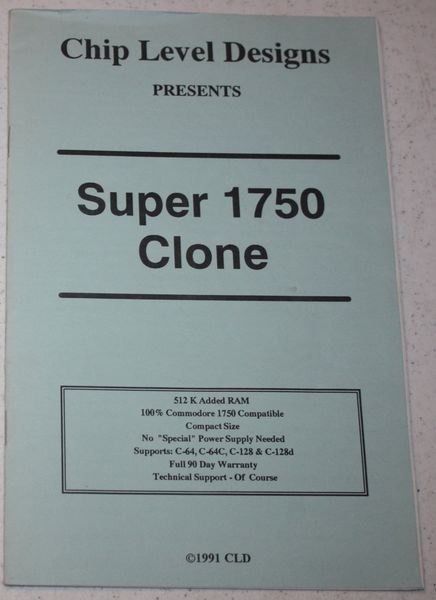 Chip Level Designs
PRESENTS
Super 1750
Clone
512 K Added RAM
100% Commodore 1750 Compatible
Compact Size
No "Special" Power Supply Needed
Supports: C-64, C-64C, C-128 & C-128d
Full 90 Day Warranty
Technical Support - Of Course
©1991 CLD